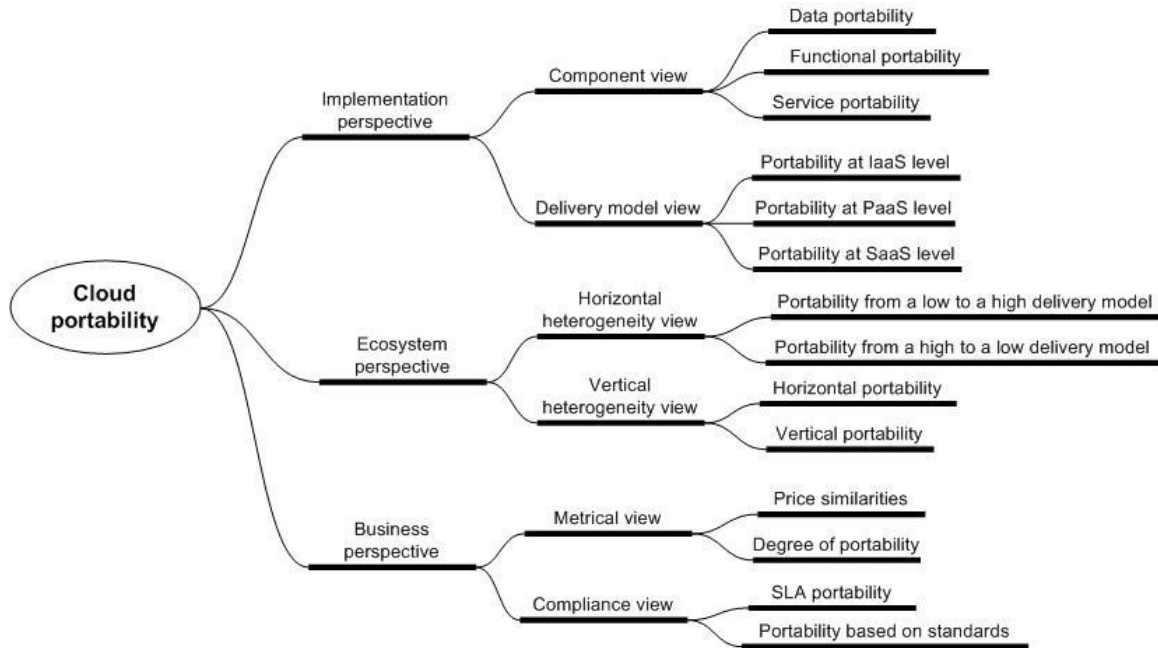 Cloud
portability
Implementation
perspective
Component view
Data portability
Functional portability
Service portability
Delivery model view
Portability at IaaS level
Portability at PaaS level
Portability at SaaS level
Ecosystem
perspective
Horizontal
heterogeneity view
Portability from a low to a high delivery model
Portability from a high to a low delivery model
Vertical
heterogeneity view
Horizontal portability
Vertical portability
Business
perspective
Metrical view
Price similarities
Degree of portability
Compliance view
SLA portability
Portability based on standards